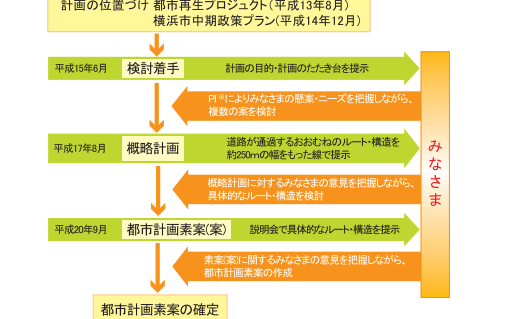 計画の位置づけ 都市再生プロジェクト(平成13年8月)
横浜市中期政策プラン(平成14年12月)
平成15年6月 検討着手 計画の目的・計画のたたき台を提示
PI※によりみなさまの懸案・ニーズを把握しながら、
複数の案を検討
平成17年8月 概略計画 道路が通過するおおむねのルート・構造を
約250mの幅をもった線で提示
概略計画に対するみなさまの意見を把握しながら、
具体的なルート・構造を検討
平成20年9月 都市計画素案(案) 説明会で具体的なルート・構造を提示
素案(案)に関するみなさまの意見を把握しながら、
都市計画素案の作成
都市計画素案の確定
みなさま